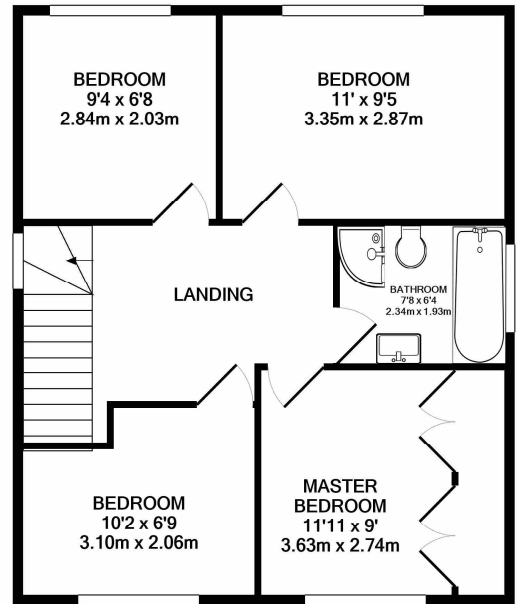 BEDROOM
9'4 x 6'8
2.84m x 2.03m
BEDROOM
11' x 9'5
3.35m x 2.87m
LANDING
BATHROOM
7'8 x 6'4
2.34m x 1.93m
BEDROOM
10'2 x 6'9
3.10m x 2.06m
MASTER
BEDROOM
11'11 x 9'
3.63m x 2.74m